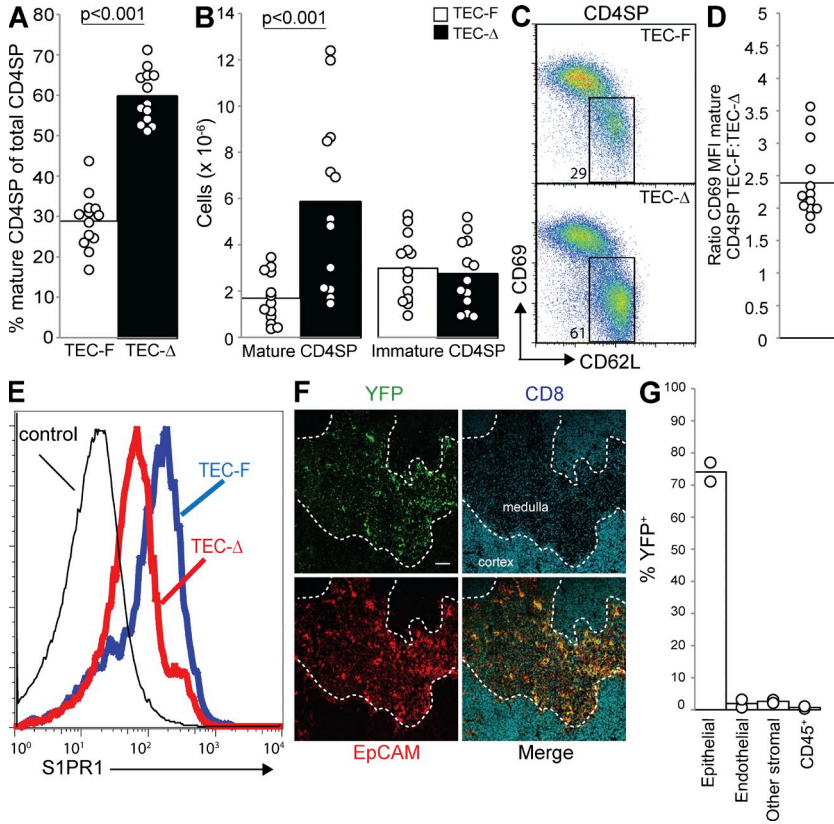 A
p<0.001
% mature CD4SP of total CD4SP
80
70
60
50
40
30
20
10
0
TEC-F TEC-Δ
B
p<0.001
TEC-F
TEC-Δ
Cells (x 10⁻⁶)
14
12
10
8
6
4
2
0
Mature CD4SP Immature CD4SP
C
CD4SP
TEC-F
29
TEC-Δ
61
CD69
CD62L
D
Ratio CD69 MFI mature
CD4SP TEC-F:TEC-Δ
5
4.5
4
3.5
3
2.5
2
1.5
1
0.5
0
E
control
TEC-F
TEC-Δ
10⁰ 10¹ 10² 10³ 10⁴
S1PR1
F
YFP CD8
medulla
cortex
EpCAM Merge
G
% YFP⁺
100
90
80
70
60
50
40
30
20
10
0
Epithelial
Endothelial
Other stromal
CD45⁺